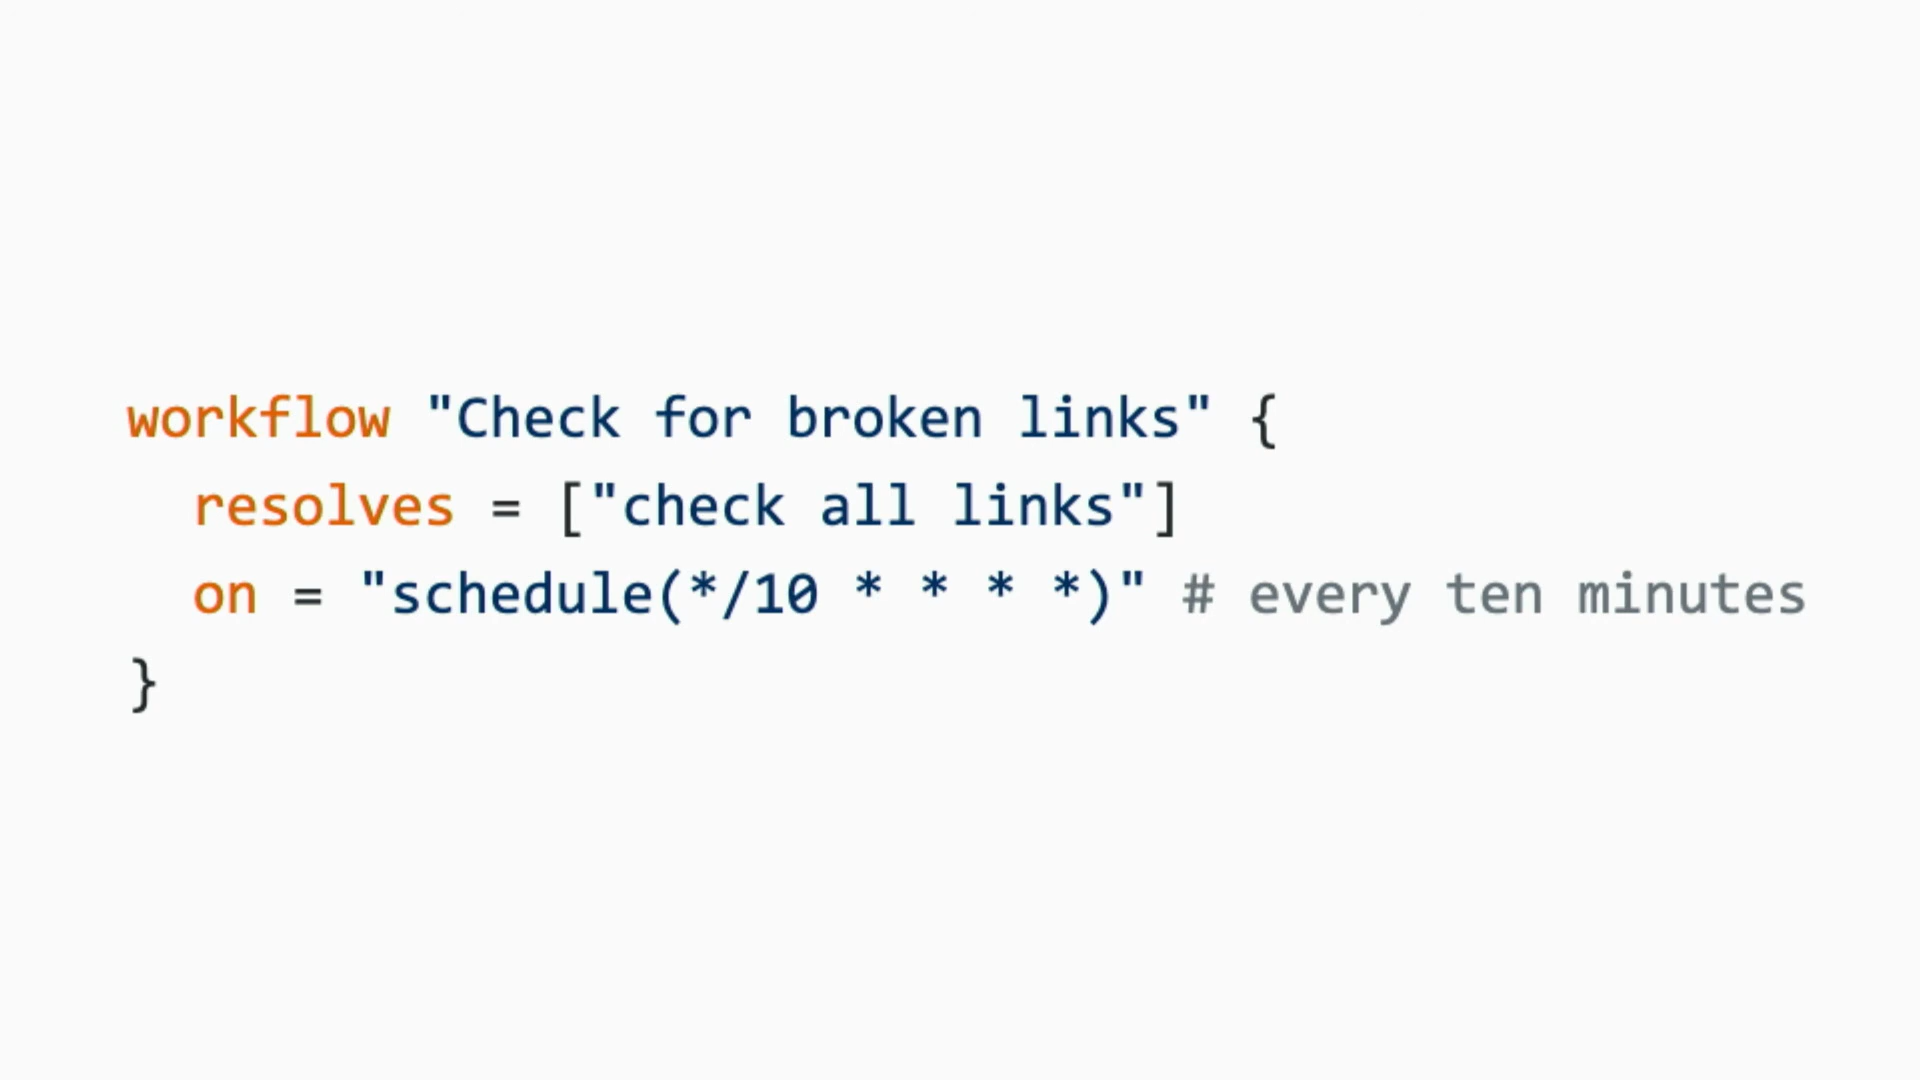 workflow "Check for broken links" {
  resolves = ["check all links"]
  on = "schedule(*/10 * * * *)" # every ten minutes
}